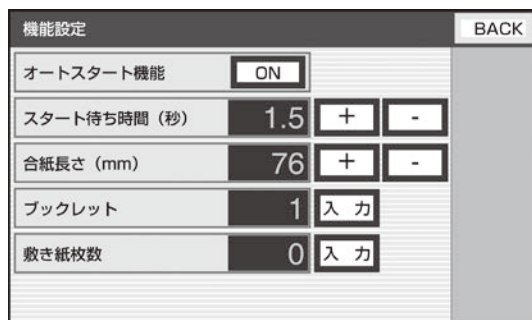 機能設定 BACK
オートスタート機能 ON
スタート待ち時間（秒） 1.5 + -
合紙長さ（mm） 76 + -
ブックレット 1 入 力
敷き紙枚数 0 入 力